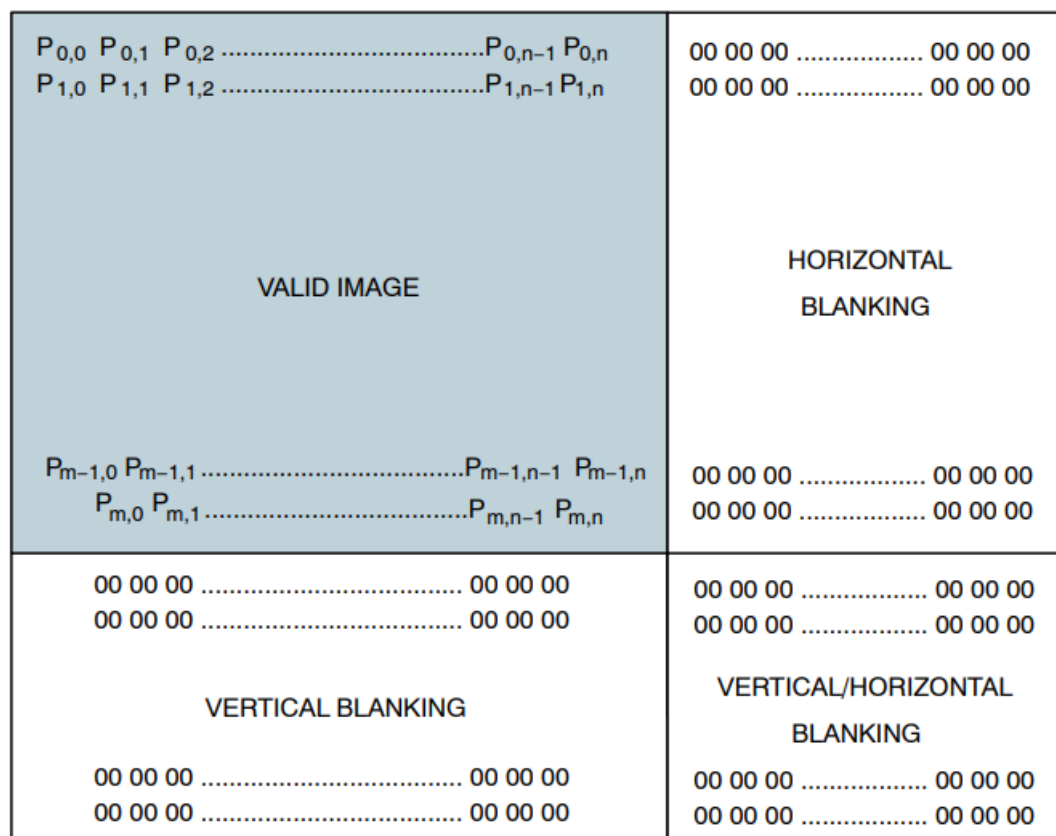 P0,0 P0,1 P0,2 .....................................P0,n−1 P0,n
P1,0 P1,1 P1,2 .....................................P1,n−1 P1,n
VALID IMAGE
Pm−1,0 Pm−1,1 .....................................Pm−1,n−1 Pm−1,n
Pm,0 Pm,1 .....................................Pm,n−1 Pm,n
00 00 00 .................. 00 00 00
00 00 00 .................. 00 00 00
HORIZONTAL
BLANKING
00 00 00 .................. 00 00 00
00 00 00 .................. 00 00 00
00 00 00 ..................................... 00 00 00
00 00 00 ..................................... 00 00 00
VERTICAL BLANKING
00 00 00 ..................................... 00 00 00
00 00 00 ..................................... 00 00 00
00 00 00 .................. 00 00 00
00 00 00 .................. 00 00 00
VERTICAL/HORIZONTAL
BLANKING
00 00 00 .................. 00 00 00
00 00 00 .................. 00 00 00